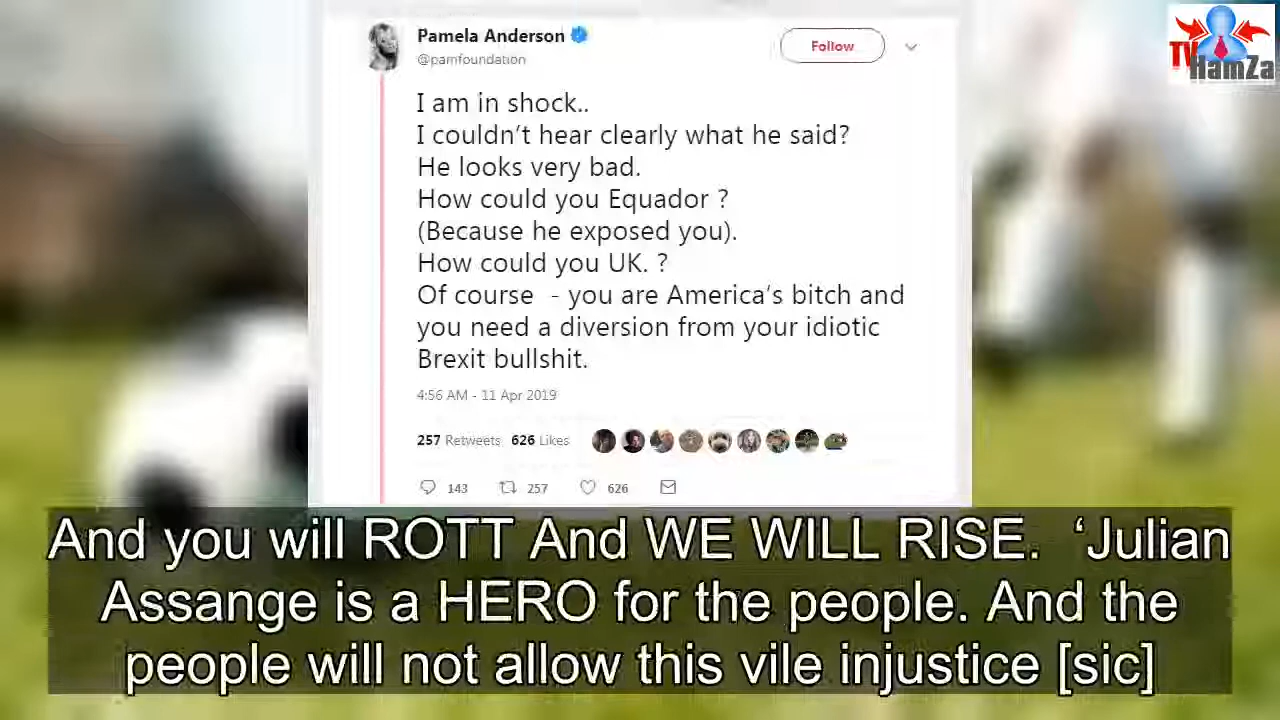 Pamela Anderson
@pamfoundation
Follow
TV HamZa
I am in shock..
I couldn't hear clearly what he said?
He looks very bad.
How could you Equador ?
(Because he exposed you).
How could you UK. ?
Of course - you are America's bitch and
you need a diversion from your idiotic
Brexit bullshit.
4:56 AM - 11 Apr 2019
257 Retweets 626 Likes
143 257 626
And you will ROTT And WE WILL RISE. ‘Julian
Assange is a HERO for the people. And the
people will not allow this vile injustice [sic]